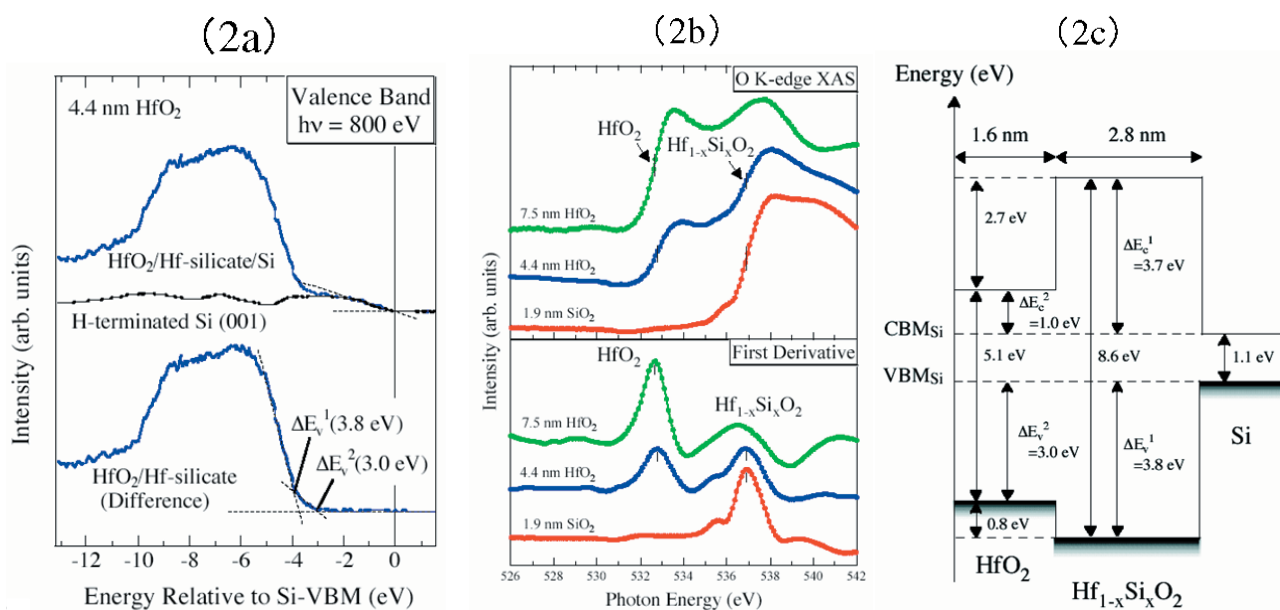 (2a)
4.4 nm HfO₂
Valence Band
hν = 800 eV
HfO₂/Hf-silicate/Si
H-terminated Si (001)
ΔEᵥ¹(3.8 eV)
ΔEᵥ²(3.0 eV)
HfO₂/Hf-silicate
(Difference)
Intensity (arb. units)
-12 -10 -8 -6 -4 -2 0
Energy Relative to Si-VBM (eV)
(2b)
O K-edge XAS
HfO₂
Hf₁₋ₓSiₓO₂
7.5 nm HfO₂
4.4 nm HfO₂
1.9 nm SiO₂
First Derivative
HfO₂
Hf₁₋ₓSiₓO₂
7.5 nm HfO₂
4.4 nm HfO₂
1.9 nm SiO₂
Intensity (arb. units)
526 528 530 532 534 536 538 540 542
Photon Energy (eV)
(2c)
Energy (eV)
1.6 nm
2.8 nm
2.7 eV
ΔE_c¹
=3.7 eV
ΔE_c²
=1.0 eV
CBM_Si
5.1 eV
8.6 eV
1.1 eV
VBM_Si
ΔEᵥ²
=3.0 eV
ΔEᵥ¹
=3.8 eV
Si
0.8 eV
HfO₂
Hf₁₋ₓSiₓO₂